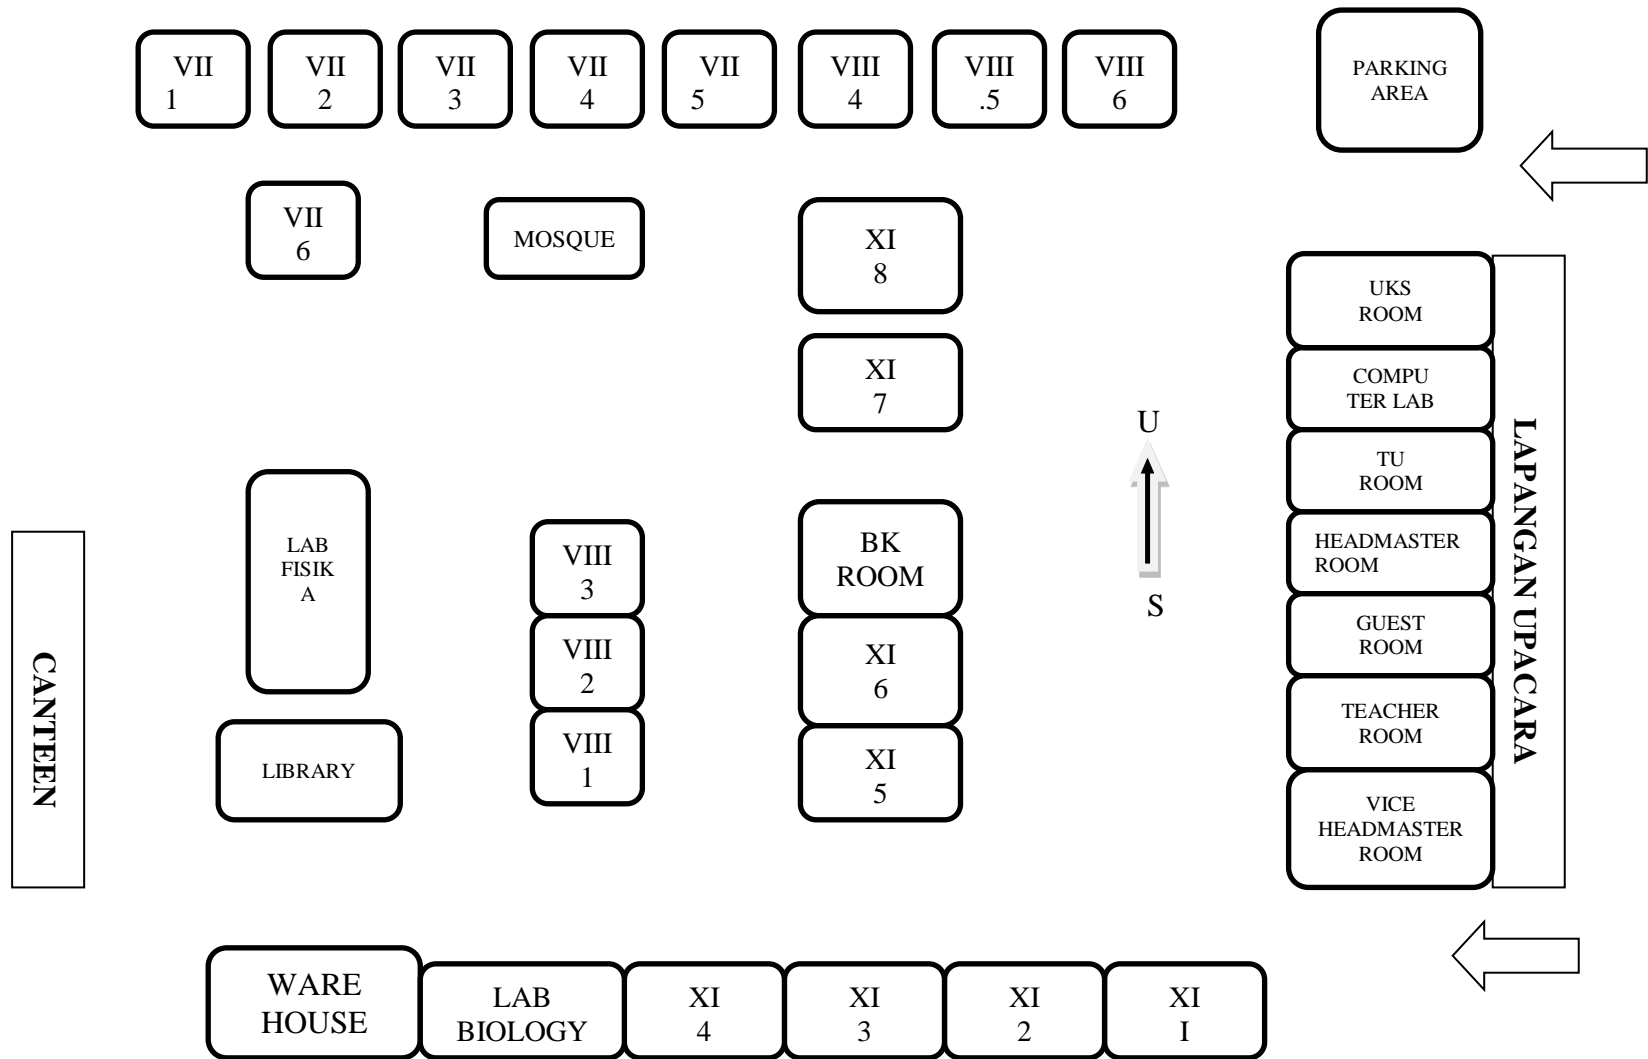 VII
1
VII
2
VII
3
VII
4
VII
5
VIII
4
VIII
.5
VIII
6
PARKING
AREA
VII
6
MOSQUE
XI
8
XI
7
UKS
ROOM
COMPU
TER LAB
TU
ROOM
HEADMASTER
ROOM
GUEST
ROOM
TEACHER
ROOM
VICE
HEADMASTER
ROOM
LAPANGAN UPACARA
U
S
LAB
FISIK
A
VIII
3
VIII
2
VIII
1
BK
ROOM
XI
6
XI
5
CANTEEN
LIBRARY
WARE
HOUSE
LAB
BIOLOGY
XI
4
XI
3
XI
2
XI
I